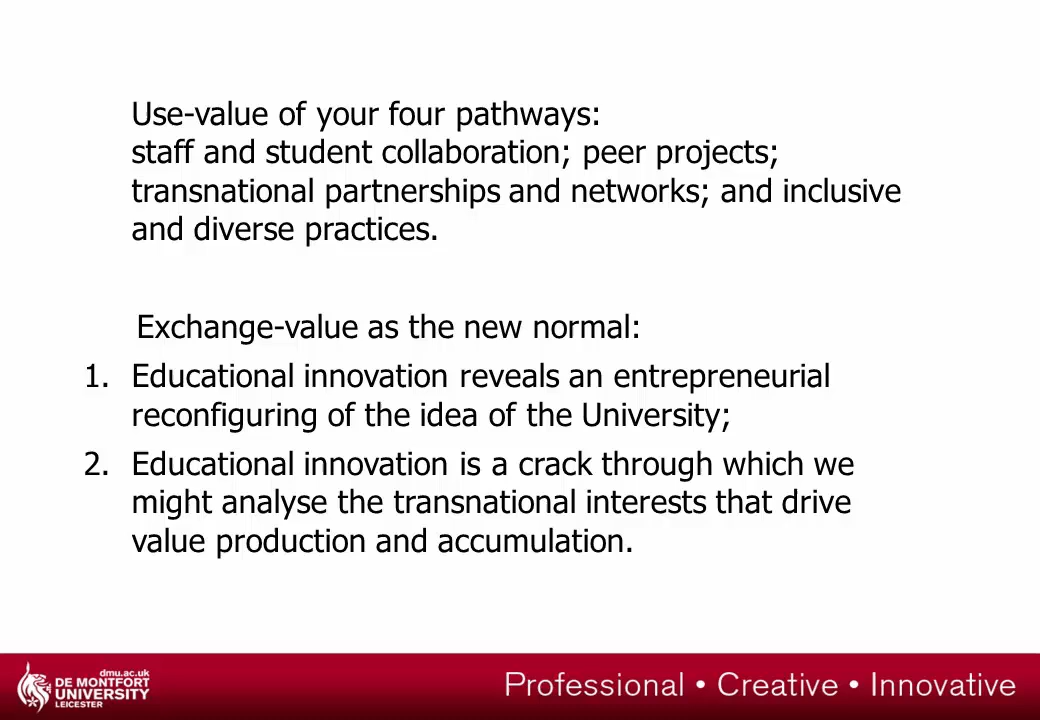 Use-value of your four pathways:
staff and student collaboration; peer projects;
transnational partnerships and networks; and inclusive
and diverse practices.
Exchange-value as the new normal:
1. Educational innovation reveals an entrepreneurial
reconfiguring of the idea of the University;
2. Educational innovation is a crack through which we
might analyse the transnational interests that drive
value production and accumulation.
dmu.ac.uk
DE MONTFORT
UNIVERSITY
LEICESTER
Professional • Creative • Innovative